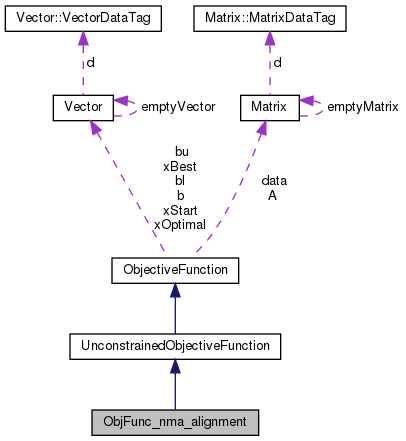 Vector::VectorDataTag
Matrix::MatrixDataTag
d
d
Vector
emptyVector
Matrix
emptyMatrix
bu
xBest
bl
b
xStart
xOptimal
data
A
ObjectiveFunction
UnconstrainedObjectiveFunction
ObjFunc_nma_alignment